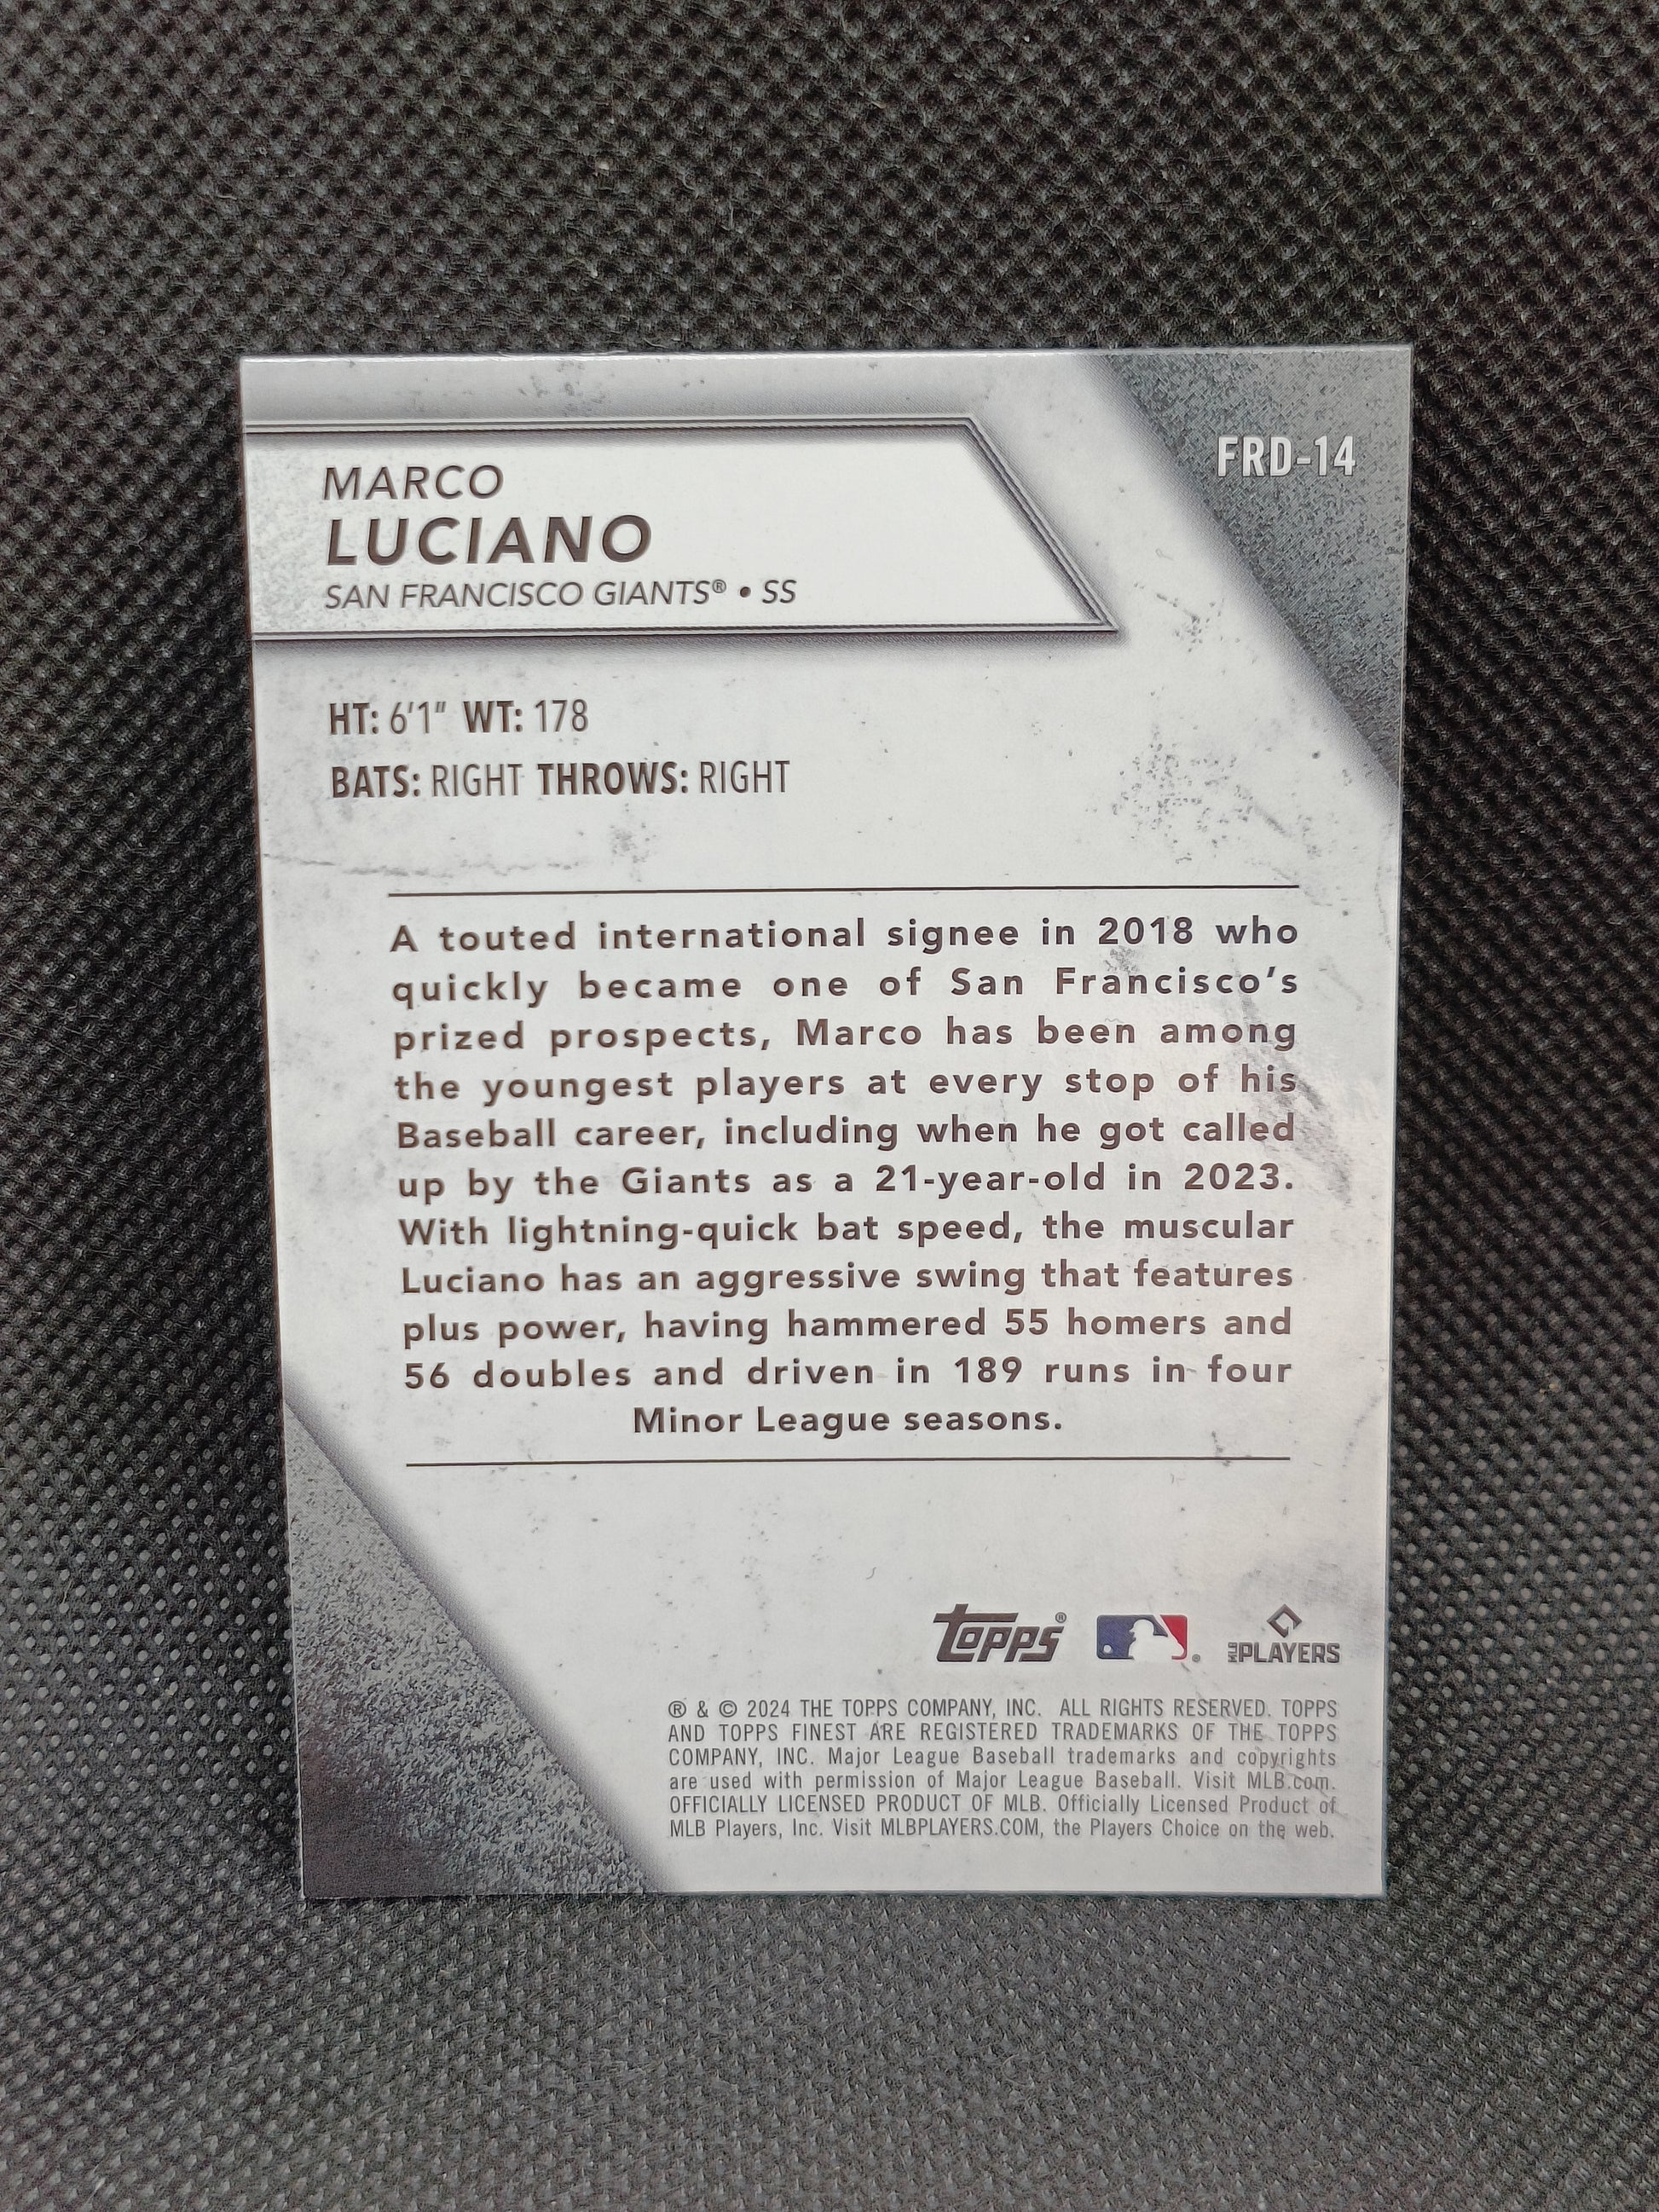 FRD-14
MARCO
LUCIANO
SAN FRANCISCO GIANTS® • SS
HT: 6'1" WT: 178
BATS: RIGHT THROWS: RIGHT
A touted international signee in 2018 who
quickly became one of San Francisco's
prized prospects, Marco has been among
the youngest players at every stop of his
Baseball career, including when he got called
up by the Giants as a 21-year-old in 2023.
With lightning-quick bat speed, the muscular
Luciano has an aggressive swing that features
plus power, having hammered 55 homers and
56 doubles and driven in 189 runs in four
Minor League seasons.
Topps® ® MLB PLAYERS
® & © 2024 THE TOPPS COMPANY, INC. ALL RIGHTS RESERVED. TOPPS
AND TOPPS FINEST ARE REGISTERED TRADEMARKS OF THE TOPPS
COMPANY, INC. Major League Baseball trademarks and copyrights
are used with permission of Major League Baseball. Visit MLB.com.
OFFICIALLY LICENSED PRODUCT OF MLB. Officially Licensed Product of
MLB Players, Inc. Visit MLBPLAYERS.COM, the Players Choice on the web.